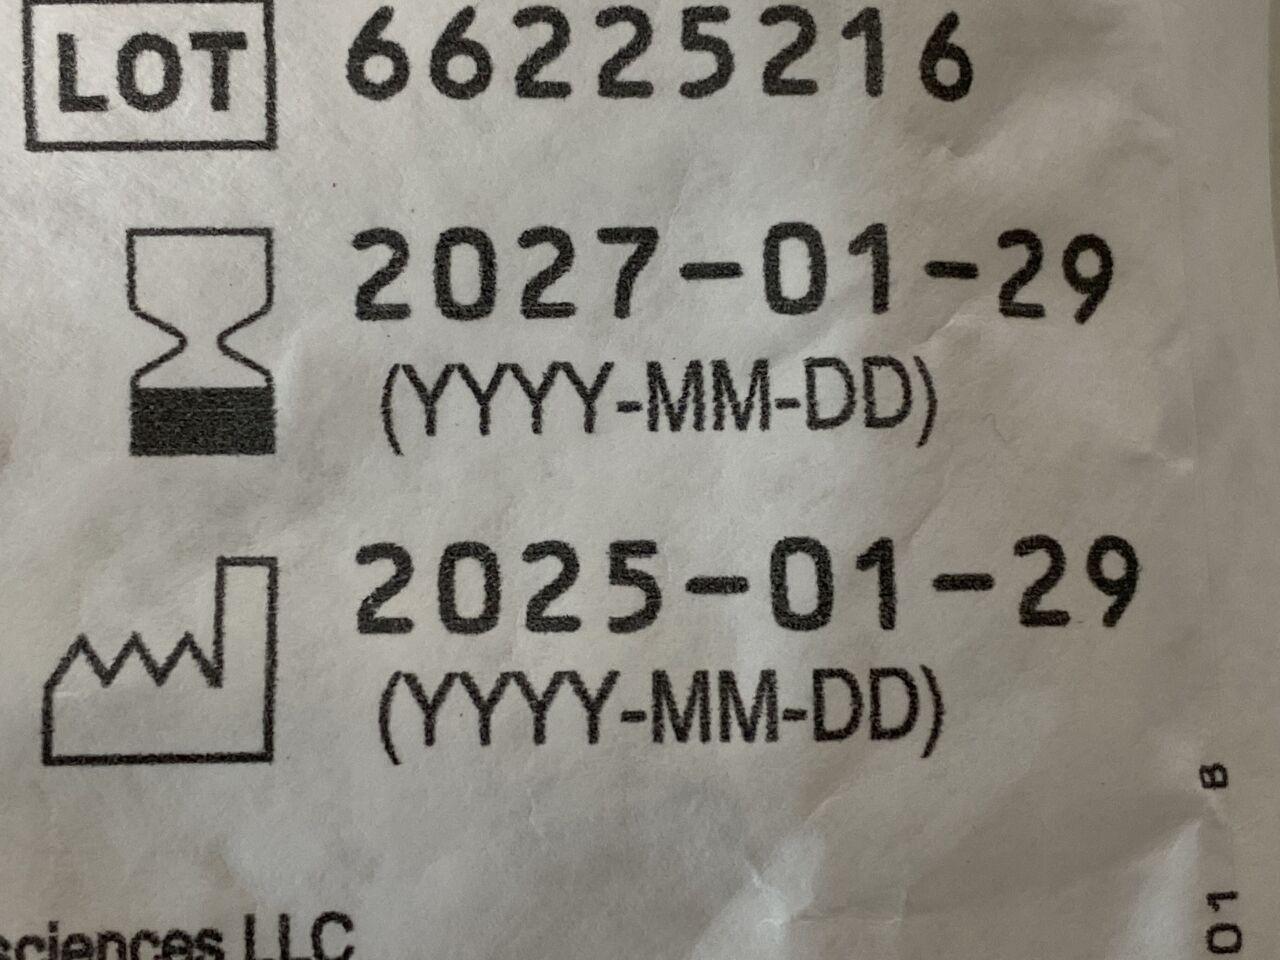 LOT 66225216
2027-01-29
(YYYY-MM-DD)
2025-01-29
(YYYY-MM-DD)
sciences LLC
01 B